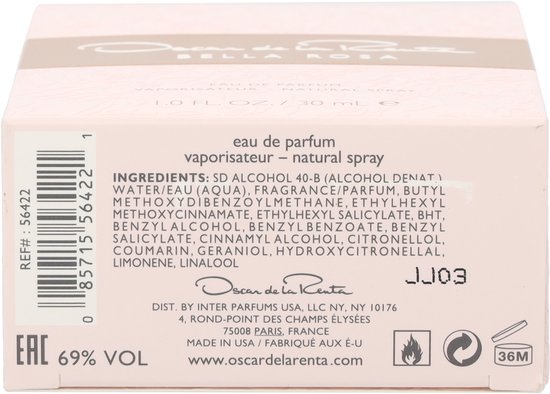 Oscar de la Renta
BELLA ROSA
EAU DE PARFUM
VAPORISATEUR - NATURAL SPRAY
1.0 FL. OZ. / 30 mL e
eau de parfum
vaporisateur – natural spray
INGREDIENTS: SD ALCOHOL 40-B (ALCOHOL DENAT.)
WATER/EAU (AQUA), FRAGRANCE/PARFUM, BUTYL
METHOXYDIBENZOYLMETHANE, ETHYLHEXYL
METHOXYCINNAMATE, ETHYLHEXYL SALICYLATE, BHT,
BENZYL ALCOHOL, BENZYL BENZOATE, BENZYL
SALICYLATE, CINNAMYL ALCOHOL, CITRONELLOL,
COUMARIN, GERANIOL, HYDROXYCITRONELLAL,
LIMONENE, LINALOOL
JJ03
Oscar de la Renta
DIST. BY INTER PARFUMS USA, LLC NY, NY 10176
4, ROND-POINT DES CHAMPS ÉLYSÉES
75008 PARIS, FRANCE
MADE IN USA / FABRIQUÉ AUX É-U
www.oscardelarenta.com
REF#: 56422
0 85715 56422 1
EAC 69% VOL
36M